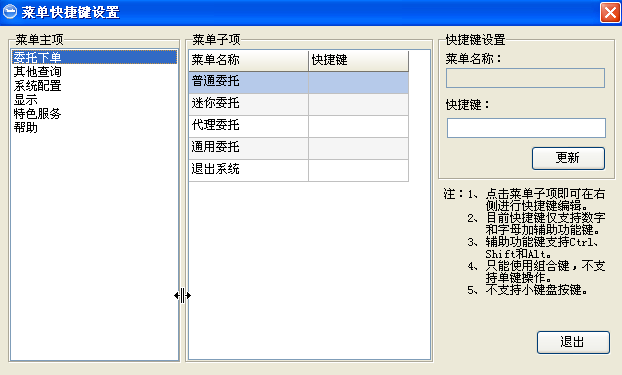 菜单快捷键设置
菜单主项
委托下单
其他查询
系统配置
显示
特色服务
帮助
菜单子项
菜单名称 快捷键
普通委托
迷你委托
代理委托
通用委托
退出系统
快捷键设置
菜单名称：
快捷键：
更新
注：1、点击菜单子项即可在右
侧进行快捷键编辑。
2、目前快捷键仅支持数字
和字母加辅助功能键。
3、辅助功能键支持Ctrl、
Shift和Alt。
4、只能使用组合键，不支
持单键操作。
5、不支持小键盘按键。
退出